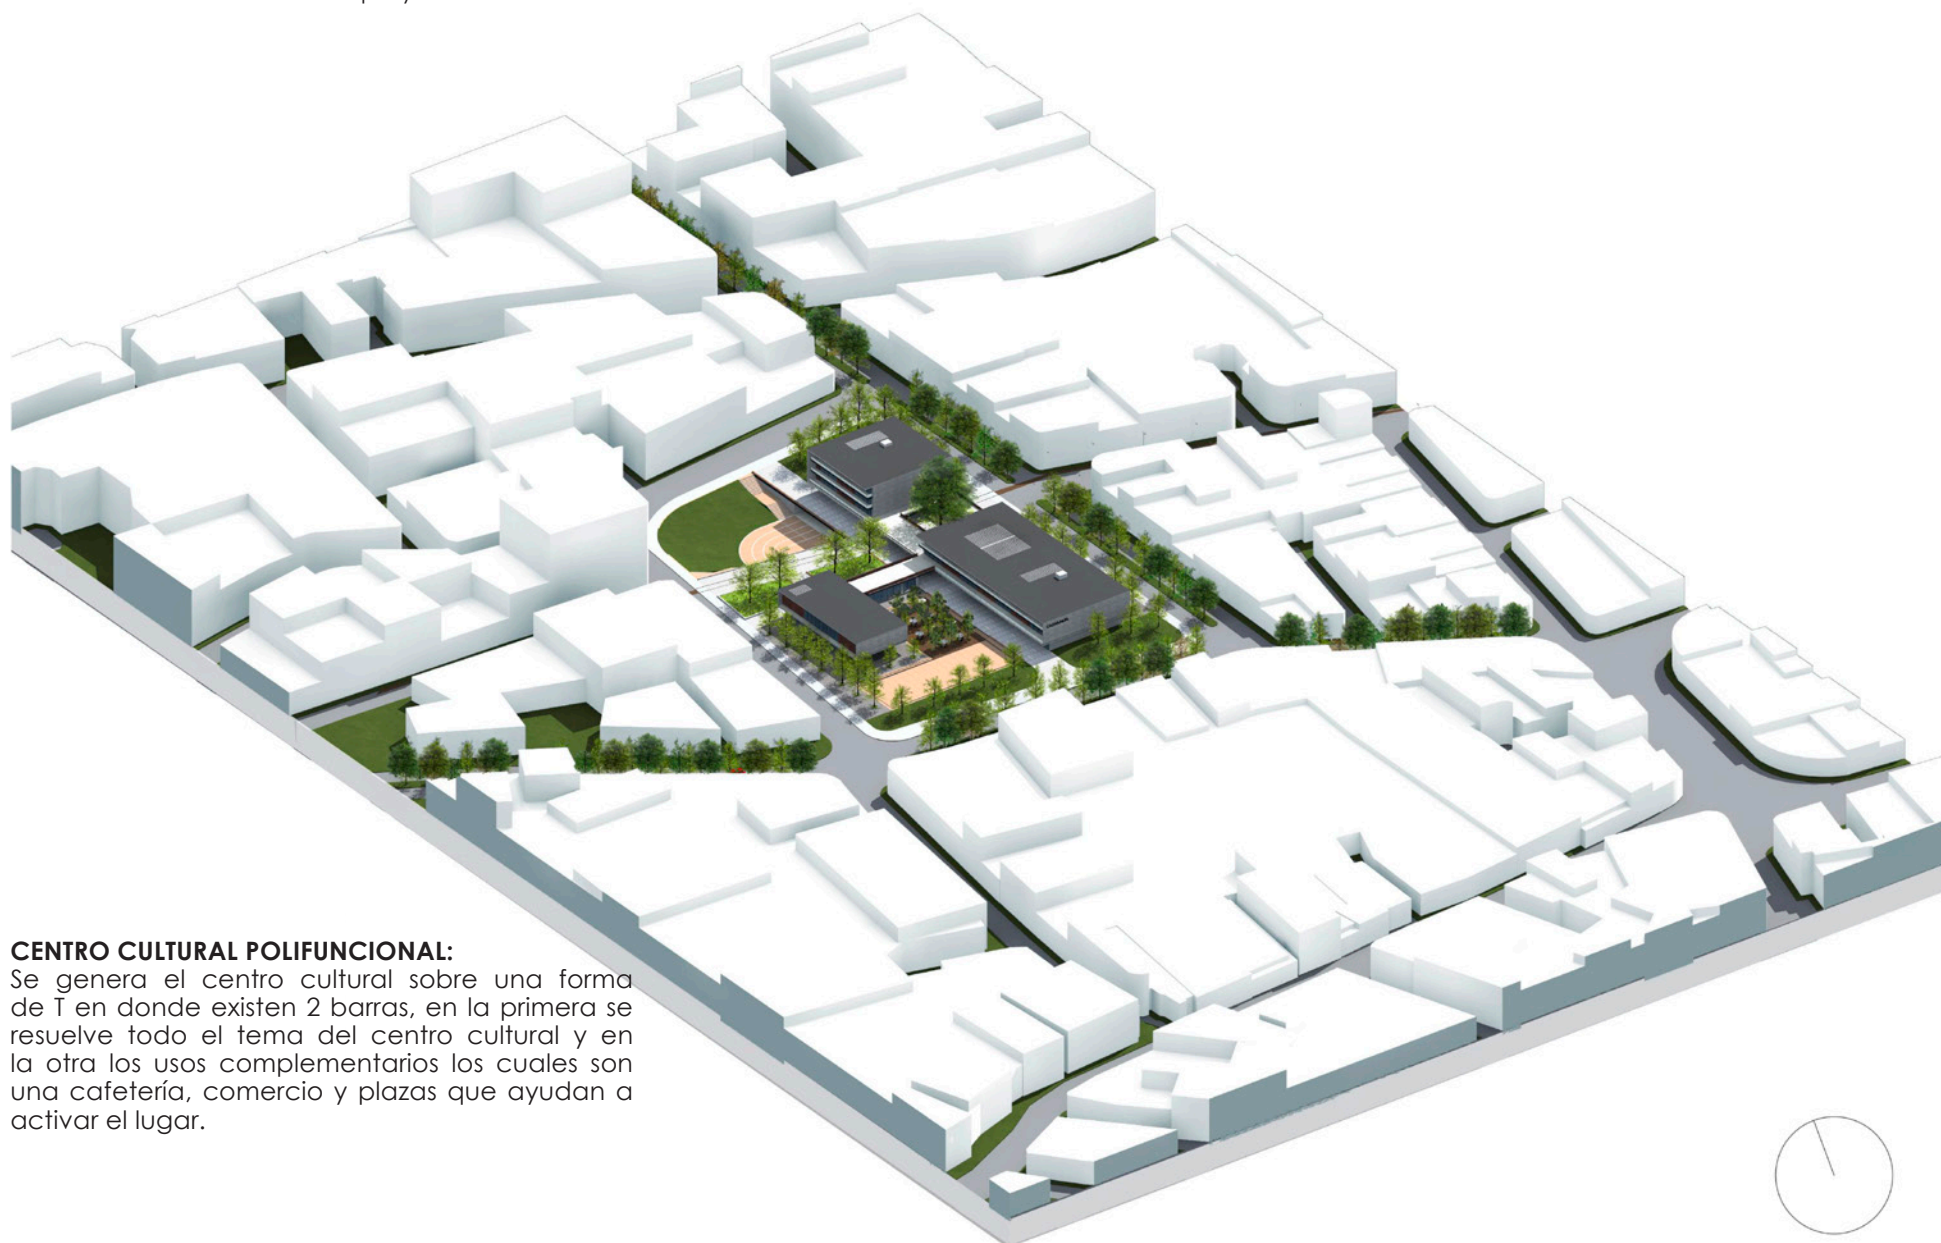 CENTRO CULTURAL POLIFUNCIONAL:
Se genera el centro cultural sobre una forma
de T en donde existen 2 barras, en la primera se
resuelve todo el tema del centro cultural y en
la otra los usos complementarios los cuales son
una cafetería, comercio y plazas que ayudan a
activar el lugar.